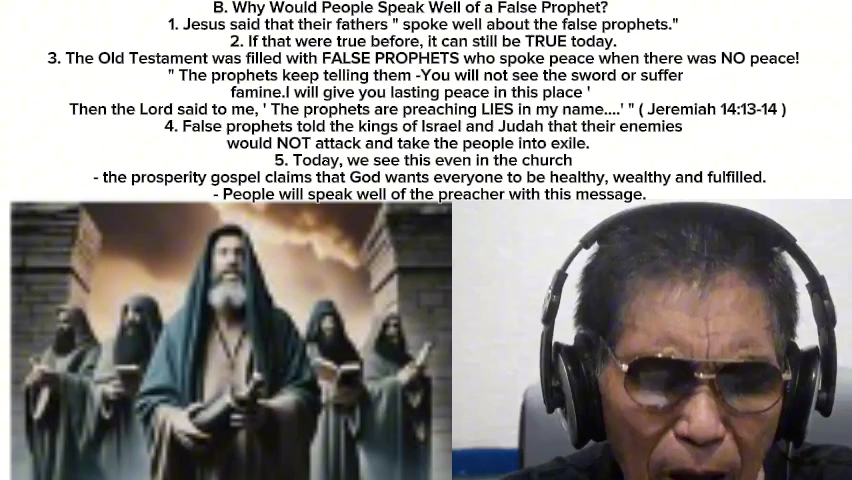 B. Why Would People Speak Well of a False Prophet?
1. Jesus said that their fathers " spoke well about the false prophets."
2. If that were true before, it can still be TRUE today.
3. The Old Testament was filled with FALSE PROPHETS who spoke peace when there was NO peace!
" The prophets keep telling them -You will not see the sword or suffer
famine.I will give you lasting peace in this place '
Then the Lord said to me, ' The prophets are preaching LIES in my name....' " ( Jeremiah 14:13-14 )
4. False prophets told the kings of Israel and Judah that their enemies
would NOT attack and take the people into exile.
5. Today, we see this even in the church
- the prosperity gospel claims that God wants everyone to be healthy, wealthy and fulfilled.
- People will speak well of the preacher with this message.